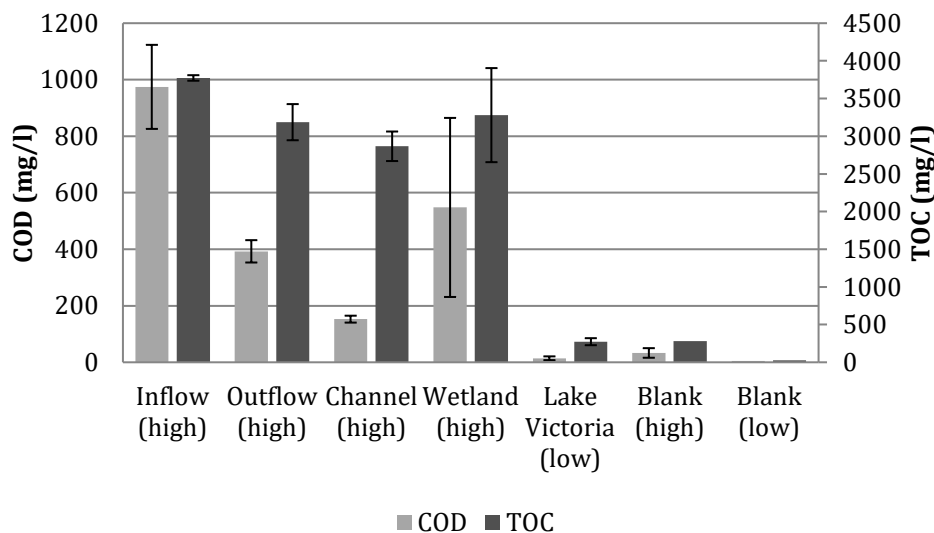 1200
1000
800
600
400
200
0
COD (mg/l)
4500
4000
3500
3000
2500
2000
1500
1000
500
0
TOC (mg/l)
Inflow
(high)
Outflow
(high)
Channel
(high)
Wetland
(high)
Lake
Victoria
(low)
Blank
(high)
Blank
(low)
COD
TOC